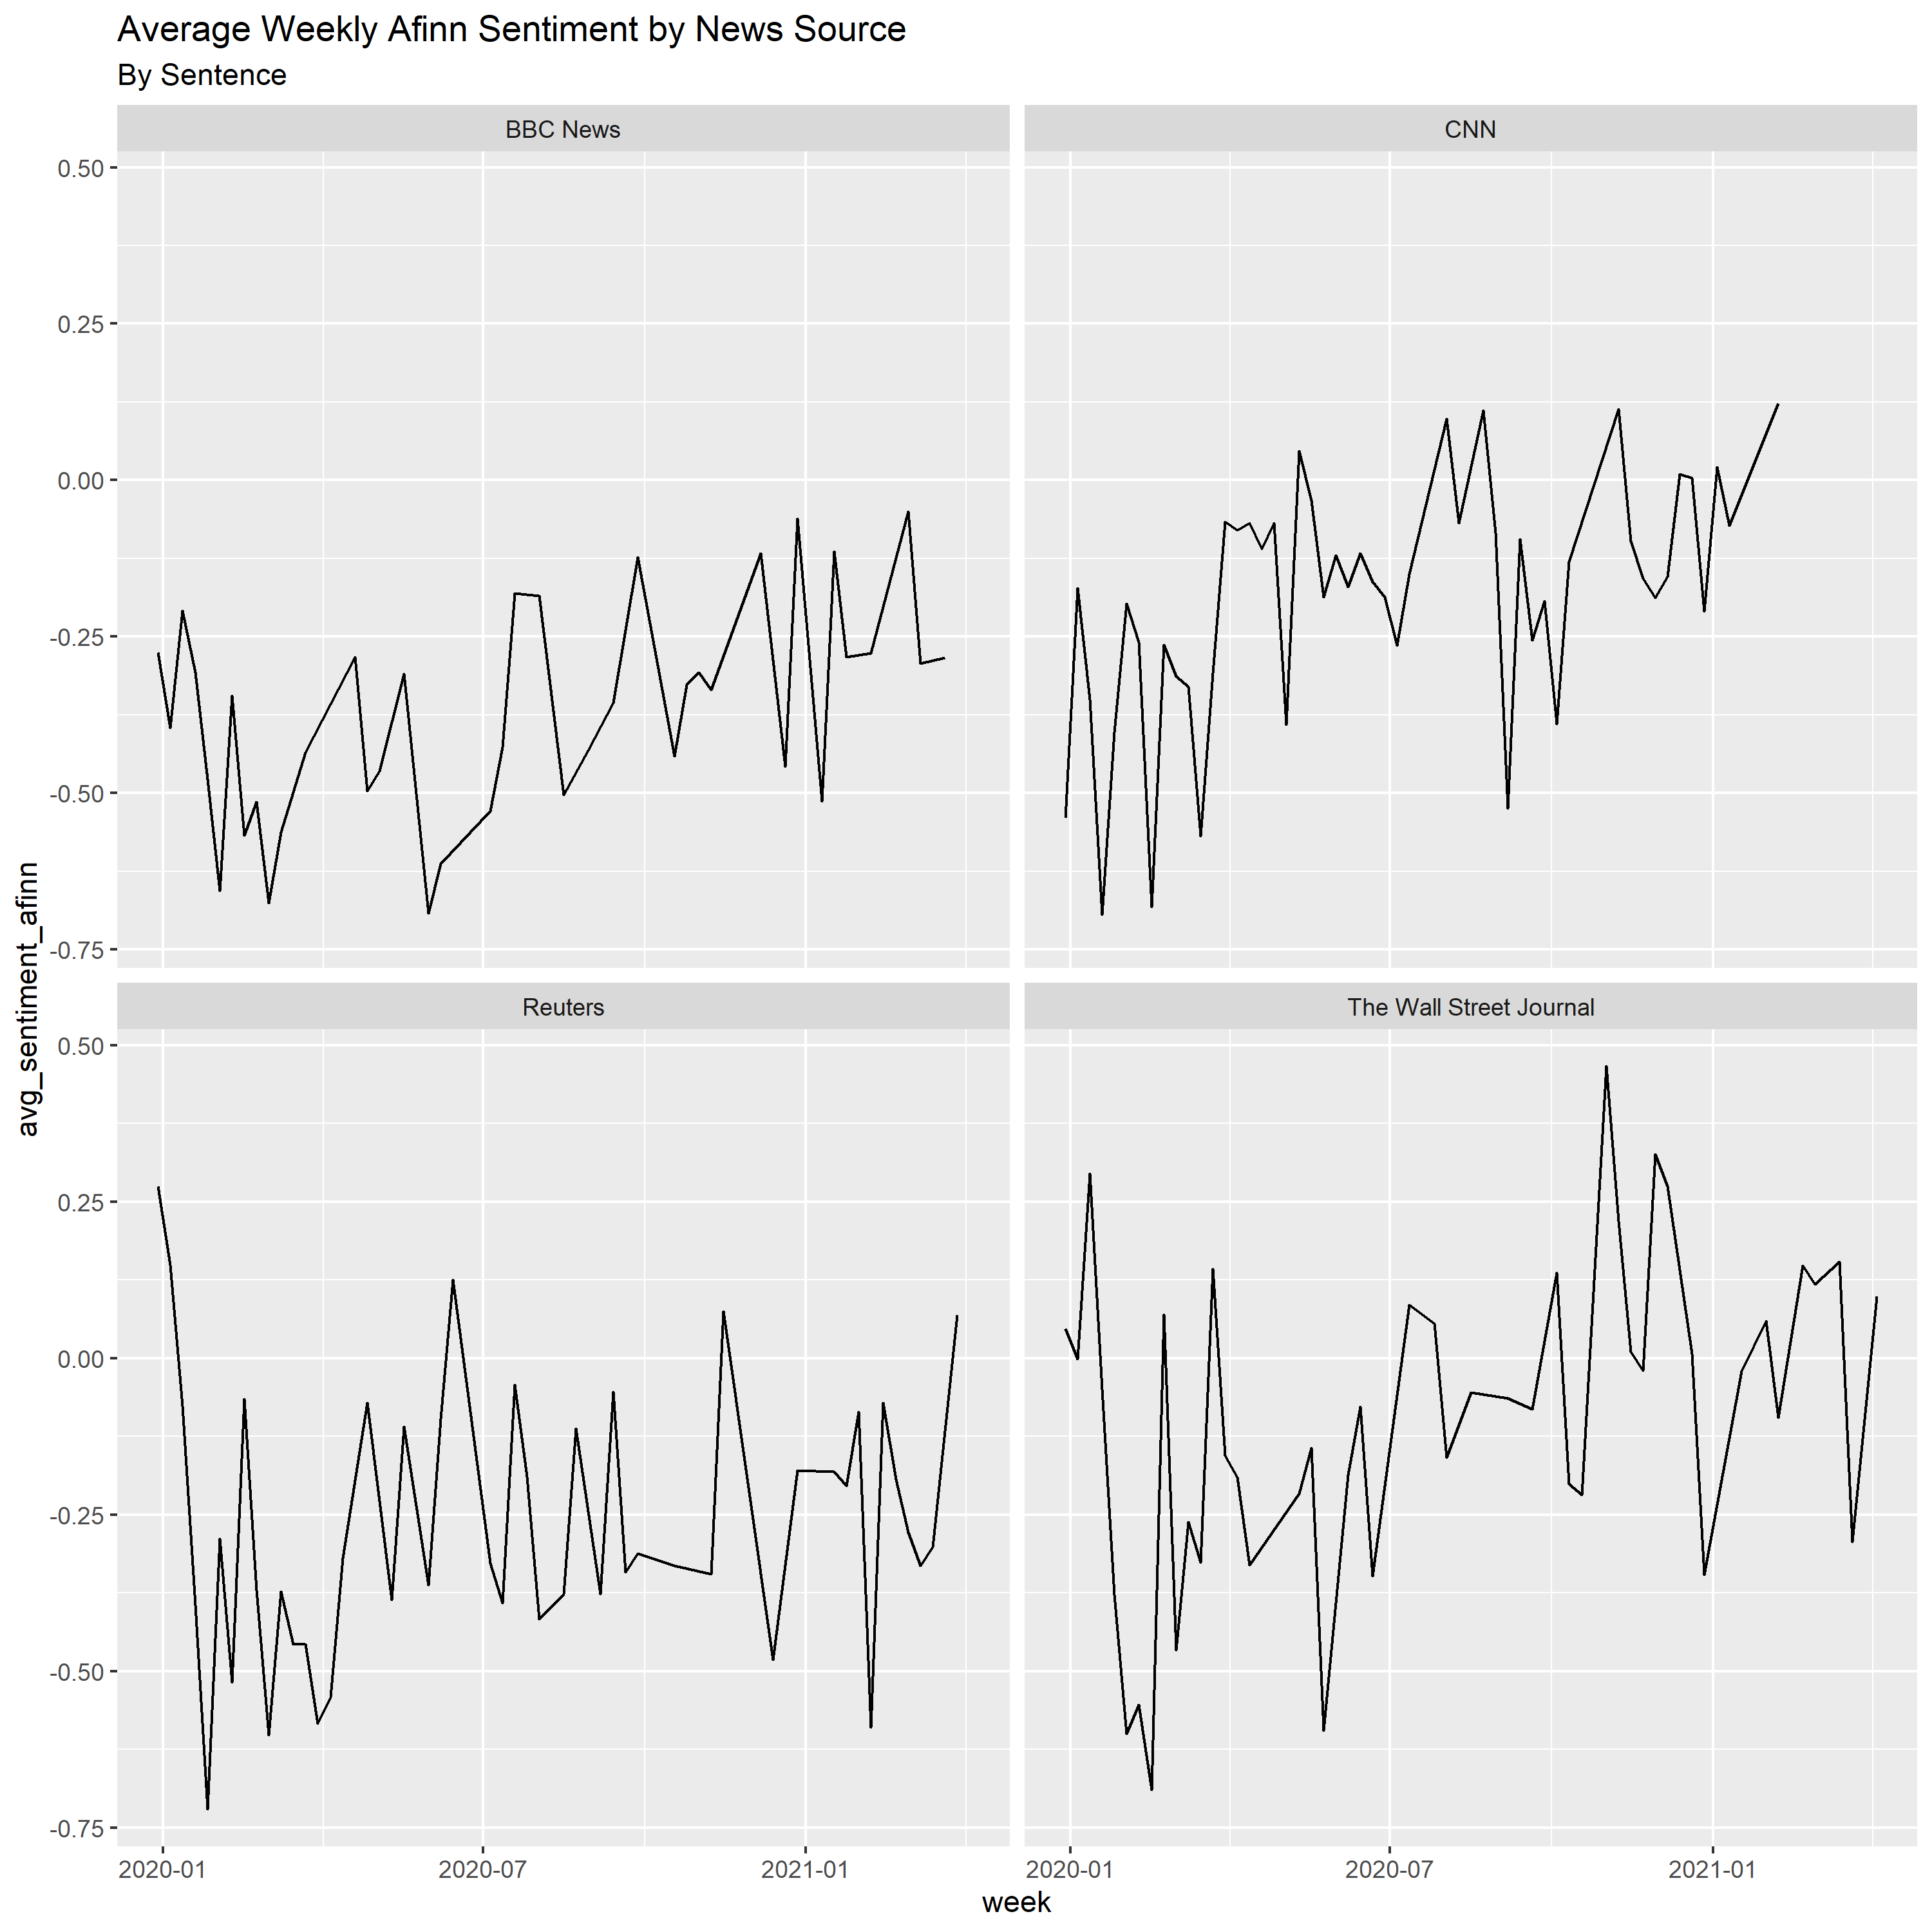 Average Weekly Afinn Sentiment by News Source
By Sentence
BBC News
CNN
0.50
0.25
0.00
-0.25
-0.50
-0.75
avg_sentiment_afinn
Reuters
The Wall Street Journal
0.50
0.25
0.00
-0.25
-0.50
-0.75
2020-01
2020-07
2021-01
2020-01
2020-07
2021-01
week